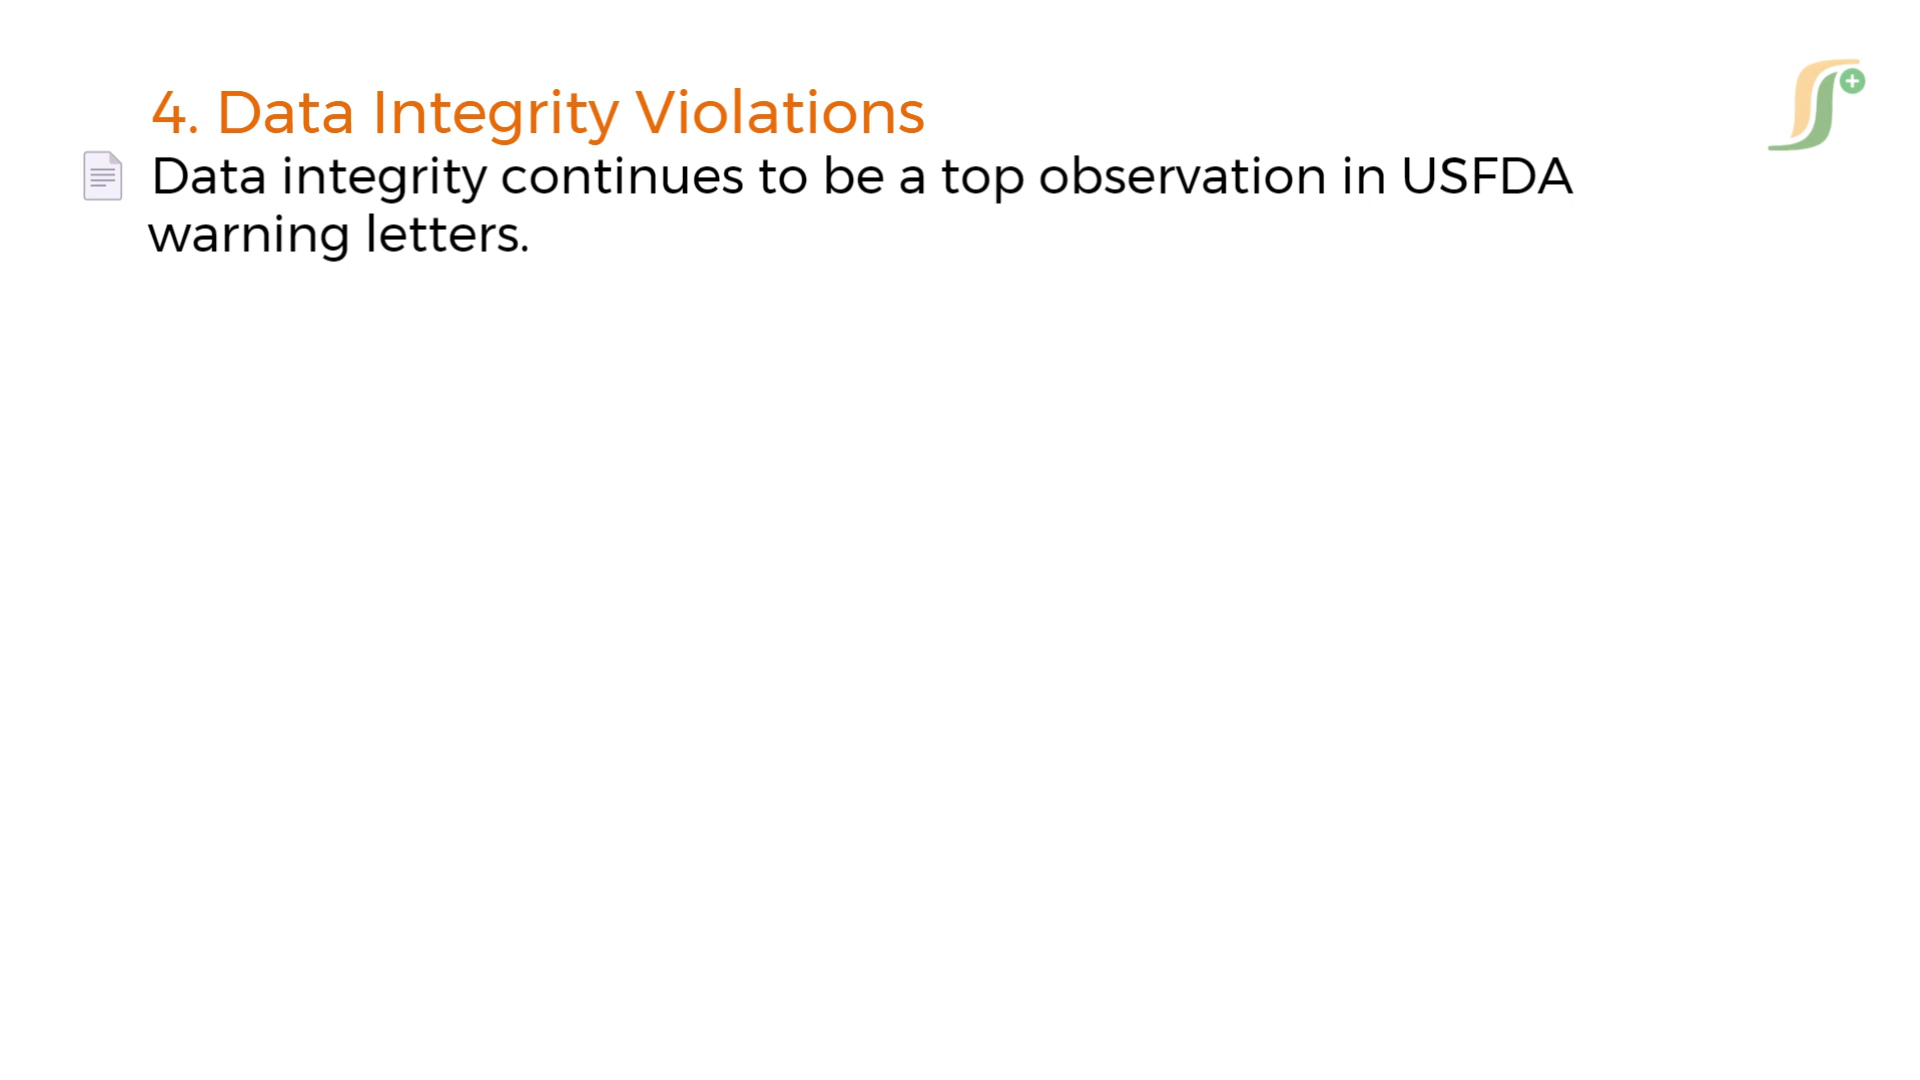 4. Data Integrity Violations
Data integrity continues to be a top observation in USFDA
warning letters.